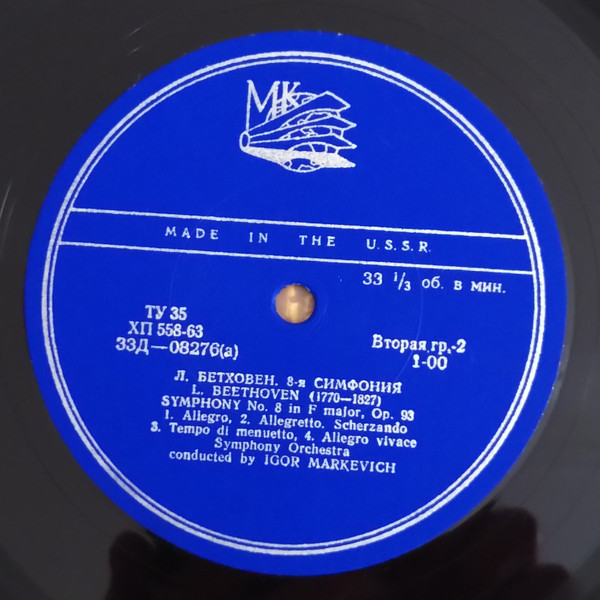 МК
MADE IN THE U.S.S.R.
33 ⅓ об. в мин.
ТУ 35
ХП 558-63
33Д—08276(а)
Вторая гр.-2
1-00
Л. БЕТХОВЕН. 8-я СИМФОНИЯ
L. BEETHOVEN (1770—1827)
SYMPHONY No. 8 in F major, Op. 93
1. Allegro, 2. Allegretto. Scherzando
3. Tempo di menuetto, 4. Allegro vivace
Symphony Orchestra
conducted by IGOR MARKEVICH